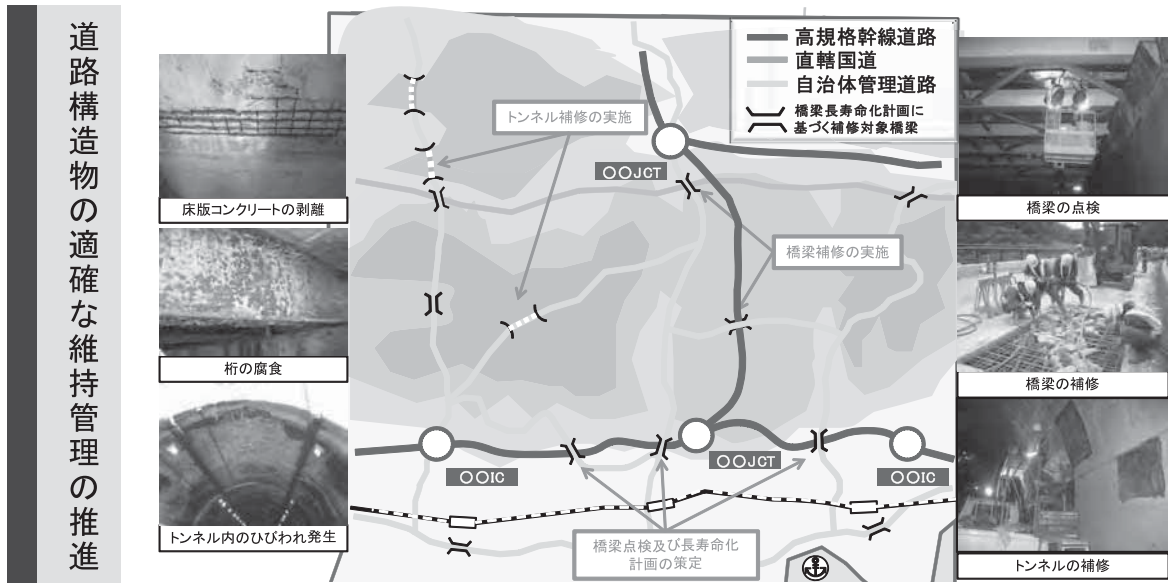 道路構造物の適確な維持管理の推進
床版コンクリートの剥離
桁の腐食
トンネル内のひびわれ発生
高規格幹線道路
直轄国道
自治体管理道路
橋梁長寿命化計画に
基づく補修対象橋梁
トンネル補修の実施
〇〇JCT
橋梁補修の実施
〇〇IC
〇〇JCT
〇〇IC
橋梁点検及び長寿命化
計画の策定
橋梁の点検
橋梁の補修
トンネルの補修